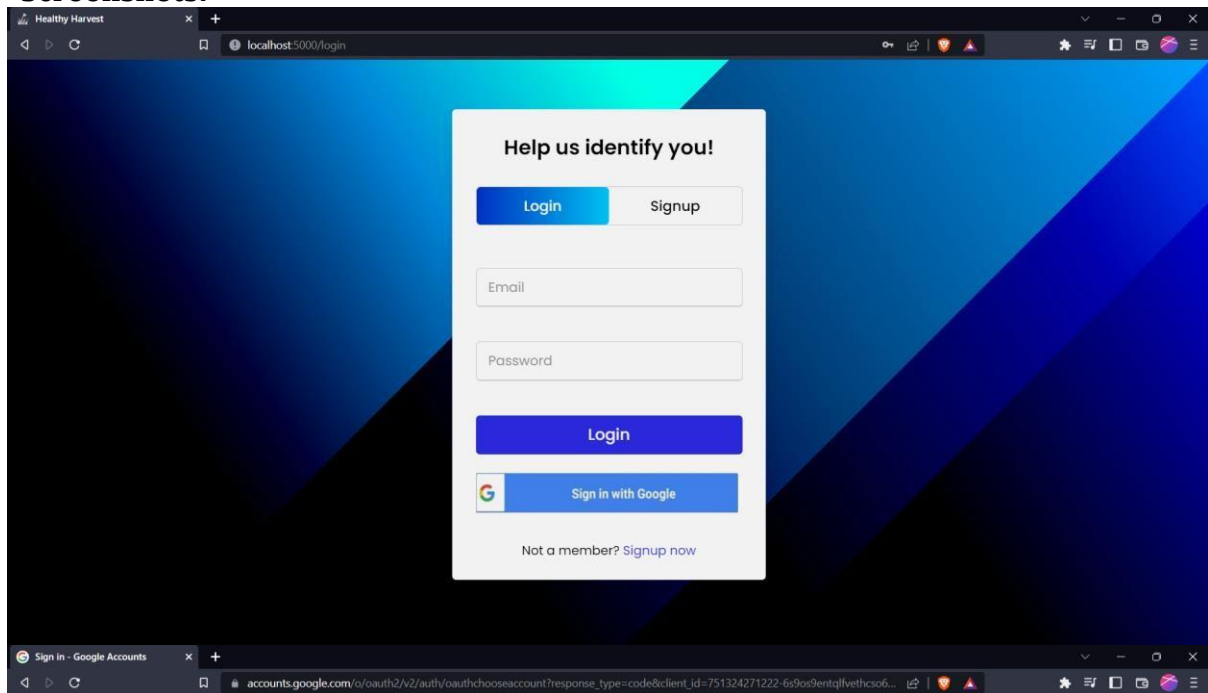 Screenshots:
Healthy Harvest
localhost:5000/login
Help us identify you!
Login Signup
Email
Password
Login
G Sign in with Google
Not a member? Signup now
Sign in - Google Accounts
accounts.google.com/o/oauth2/v2/auth/oauthchooseaccount?response_type=code&client_id=751324271222-6s9os9entqlfvethcso6...